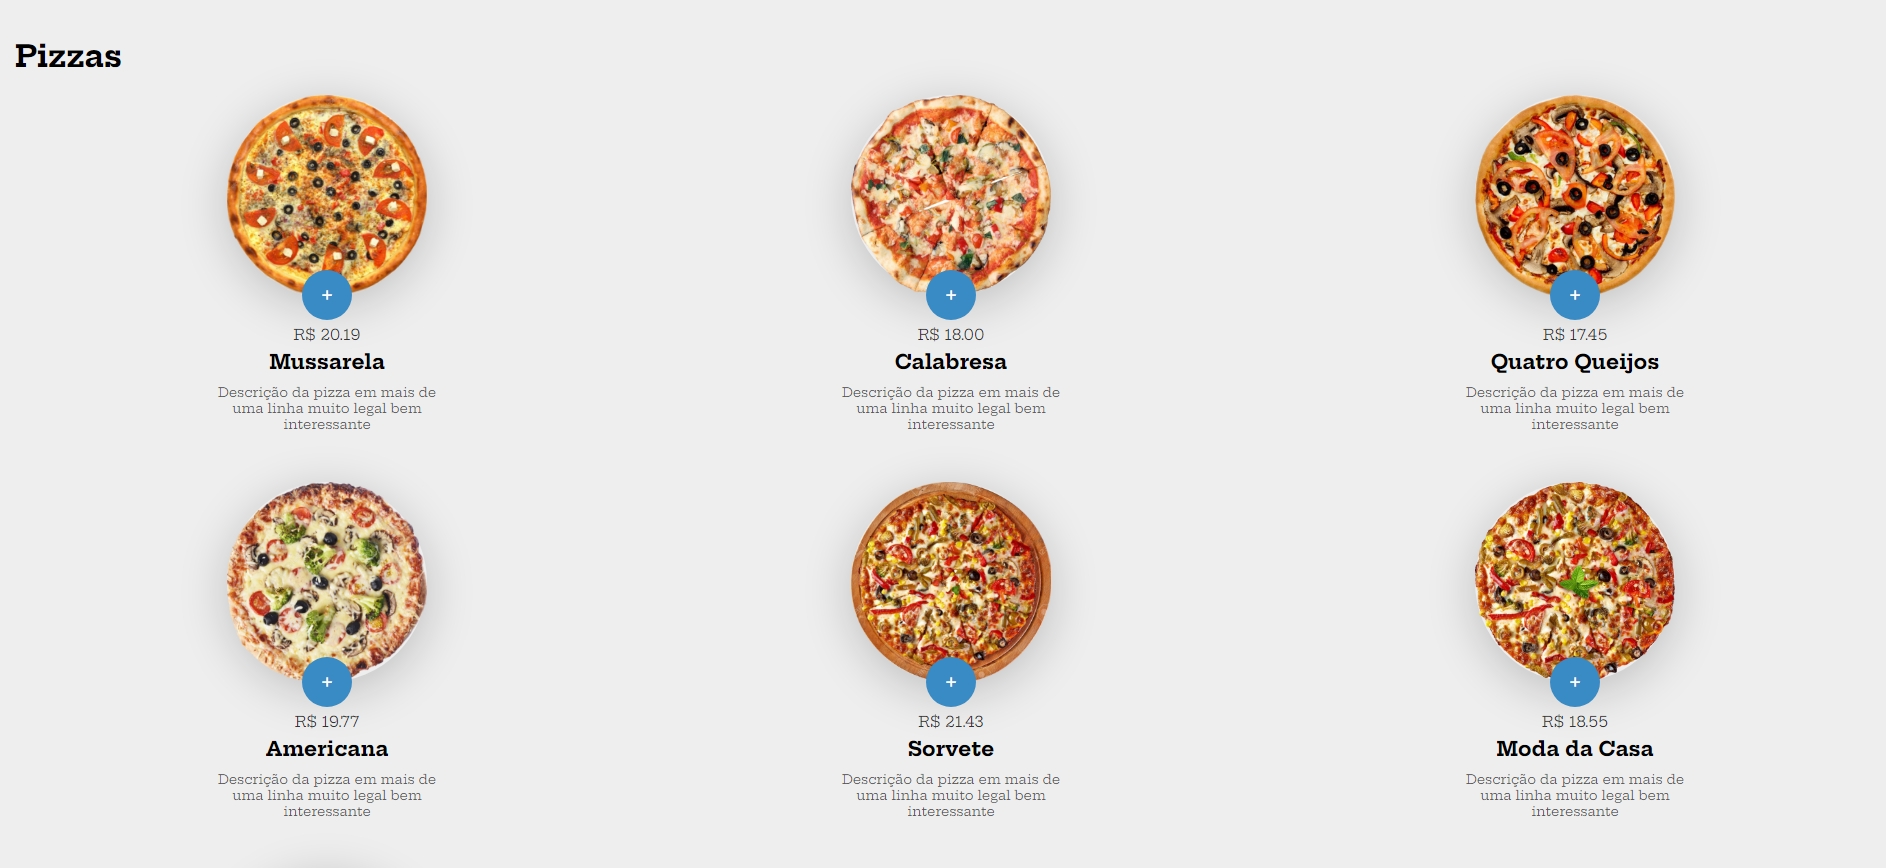 Pizzas
+
R$ 20.19
Mussarela
Descrição da pizza em mais de
uma linha muito legal bem
interessante
+
R$ 18.00
Calabresa
Descrição da pizza em mais de
uma linha muito legal bem
interessante
+
R$ 17.45
Quatro Queijos
Descrição da pizza em mais de
uma linha muito legal bem
interessante
+
R$ 19.77
Americana
Descrição da pizza em mais de
uma linha muito legal bem
interessante
+
R$ 21.43
Sorvete
Descrição da pizza em mais de
uma linha muito legal bem
interessante
+
R$ 18.55
Moda da Casa
Descrição da pizza em mais de
uma linha muito legal bem
interessante